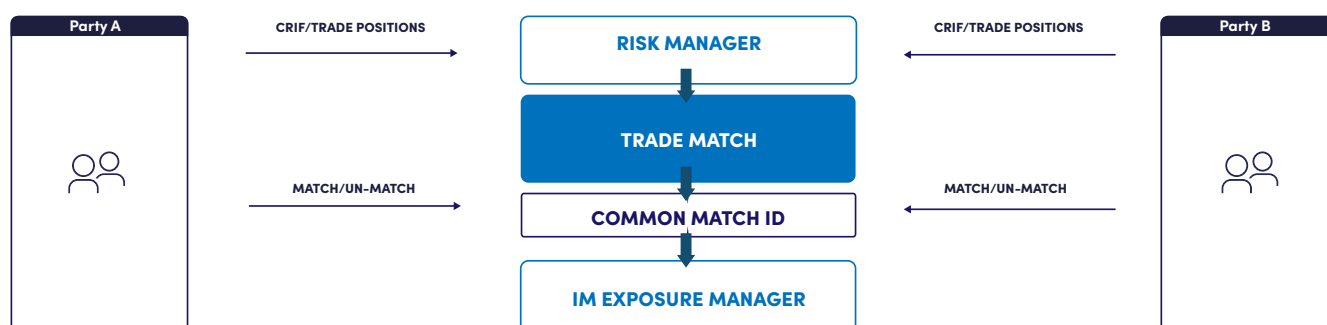 Party A
CRIF/TRADE POSITIONS
RISK MANAGER
CRIF/TRADE POSITIONS
Party B
TRADE MATCH
MATCH/UN-MATCH
MATCH/UN-MATCH
COMMON MATCH ID
IM EXPOSURE MANAGER